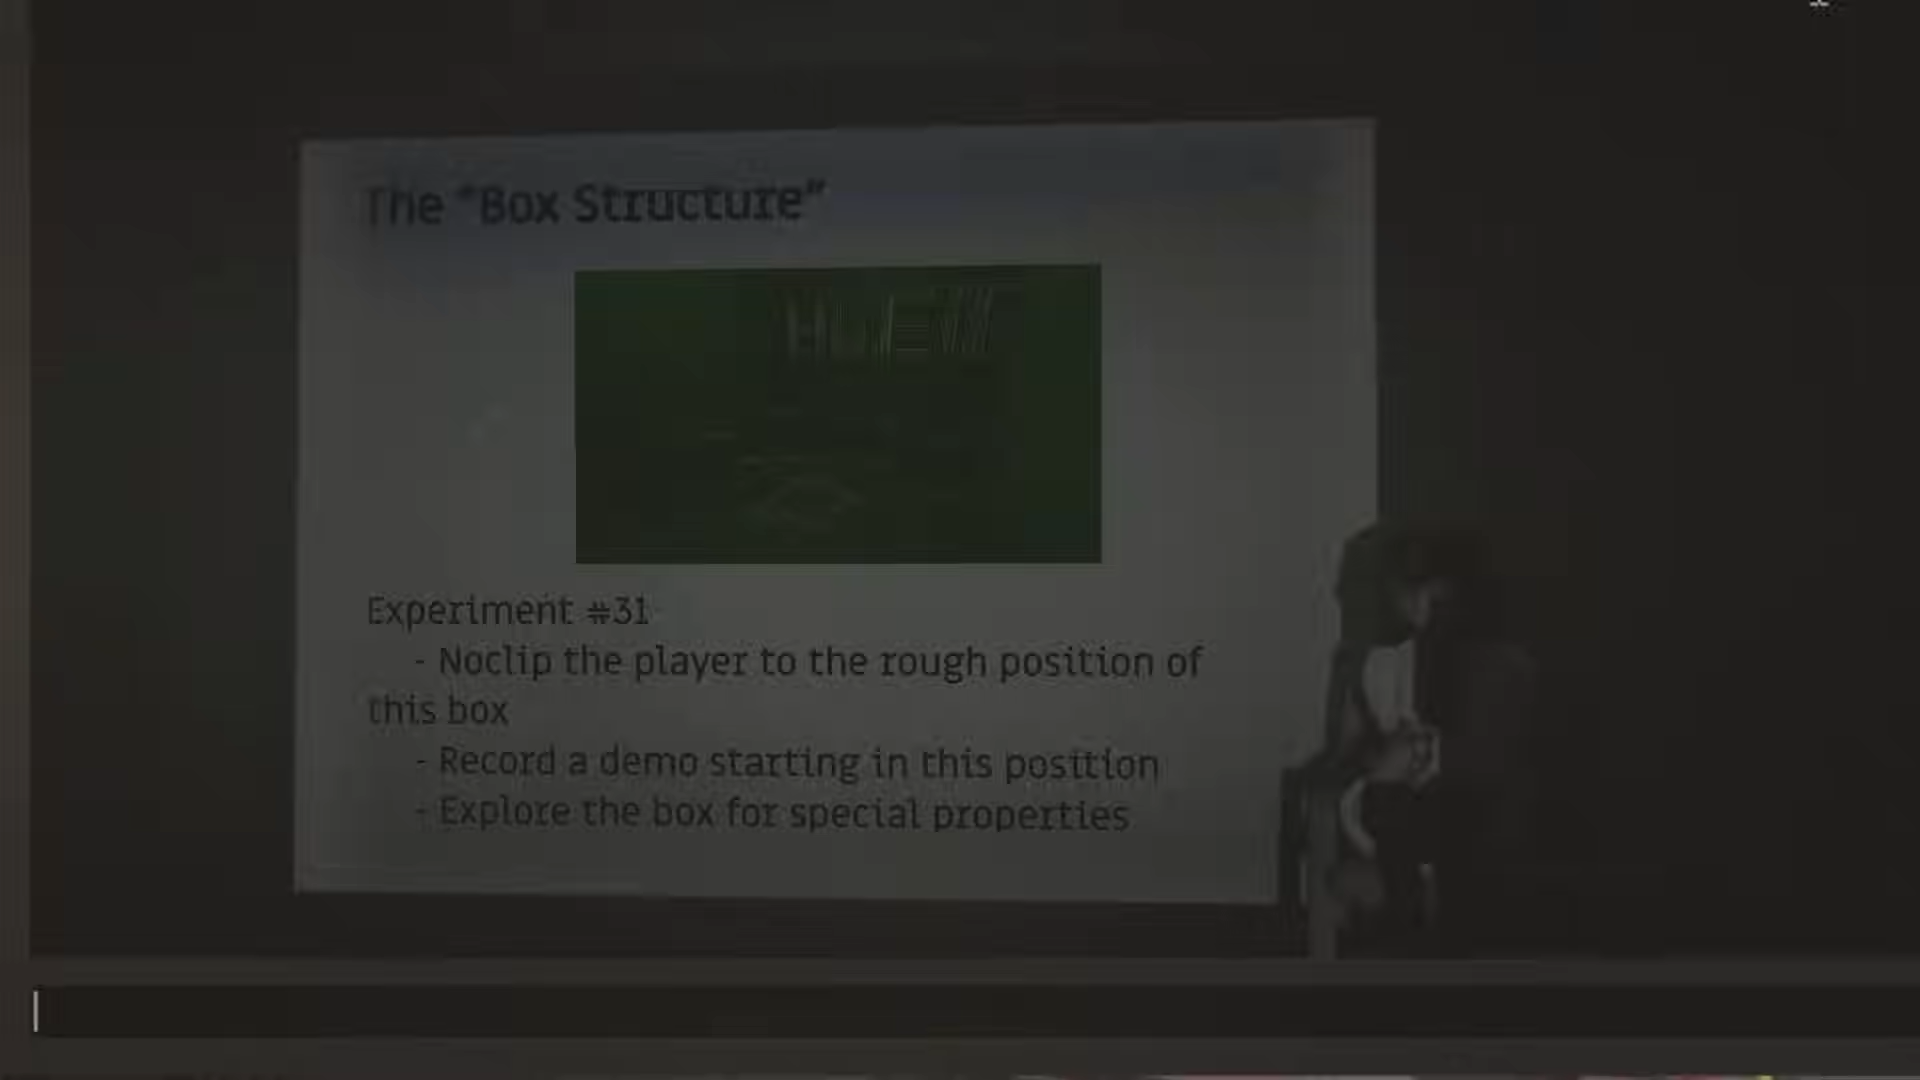 The "Box Structure"
Experiment #31
- Noclip the player to the rough position of
this box
- Record a demo starting in this position
- Explore the box for special properties